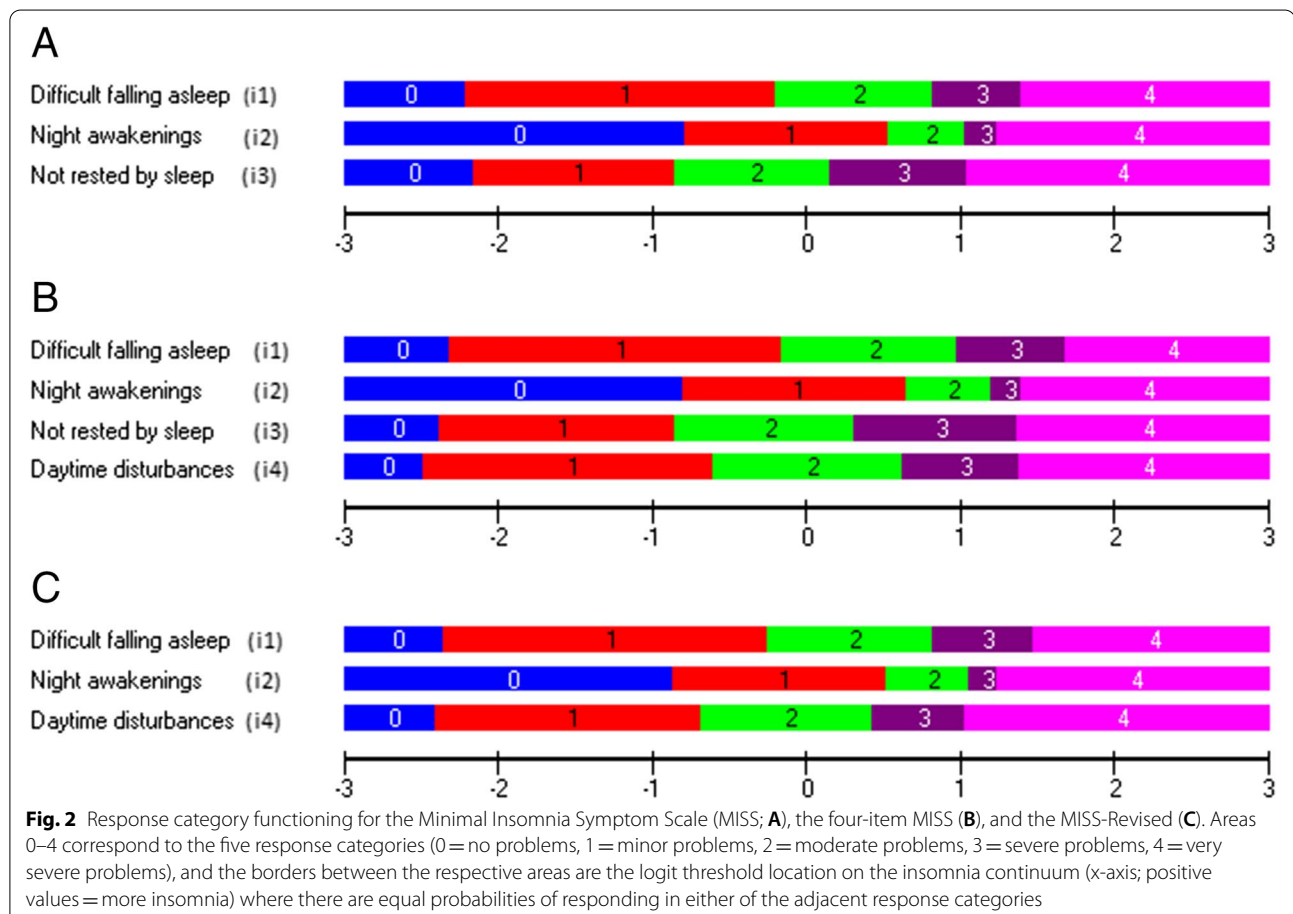 A
Difficult falling asleep (i1) 0 1 2 3 4
Night awakenings (i2) 0 1 2 3 4
Not rested by sleep (i3) 0 1 2 3 4
-3 -2 -1 0 1 2 3
B
Difficult falling asleep (i1) 0 1 2 3 4
Night awakenings (i2) 0 1 2 3 4
Not rested by sleep (i3) 0 1 2 3 4
Daytime disturbances (i4) 0 1 2 3 4
-3 -2 -1 0 1 2 3
C
Difficult falling asleep (i1) 0 1 2 3 4
Night awakenings (i2) 0 1 2 3 4
Daytime disturbances (i4) 0 1 2 3 4
-3 -2 -1 0 1 2 3
Fig. 2 Response category functioning for the Minimal Insomnia Symptom Scale (MISS; A), the four-item MISS (B), and the MISS-Revised (C). Areas
0–4 correspond to the five response categories (0 = no problems, 1 = minor problems, 2 = moderate problems, 3 = severe problems, 4 = very
severe problems), and the borders between the respective areas are the logit threshold location on the insomnia continuum (x-axis; positive
values = more insomnia) where there are equal probabilities of responding in either of the adjacent response categories